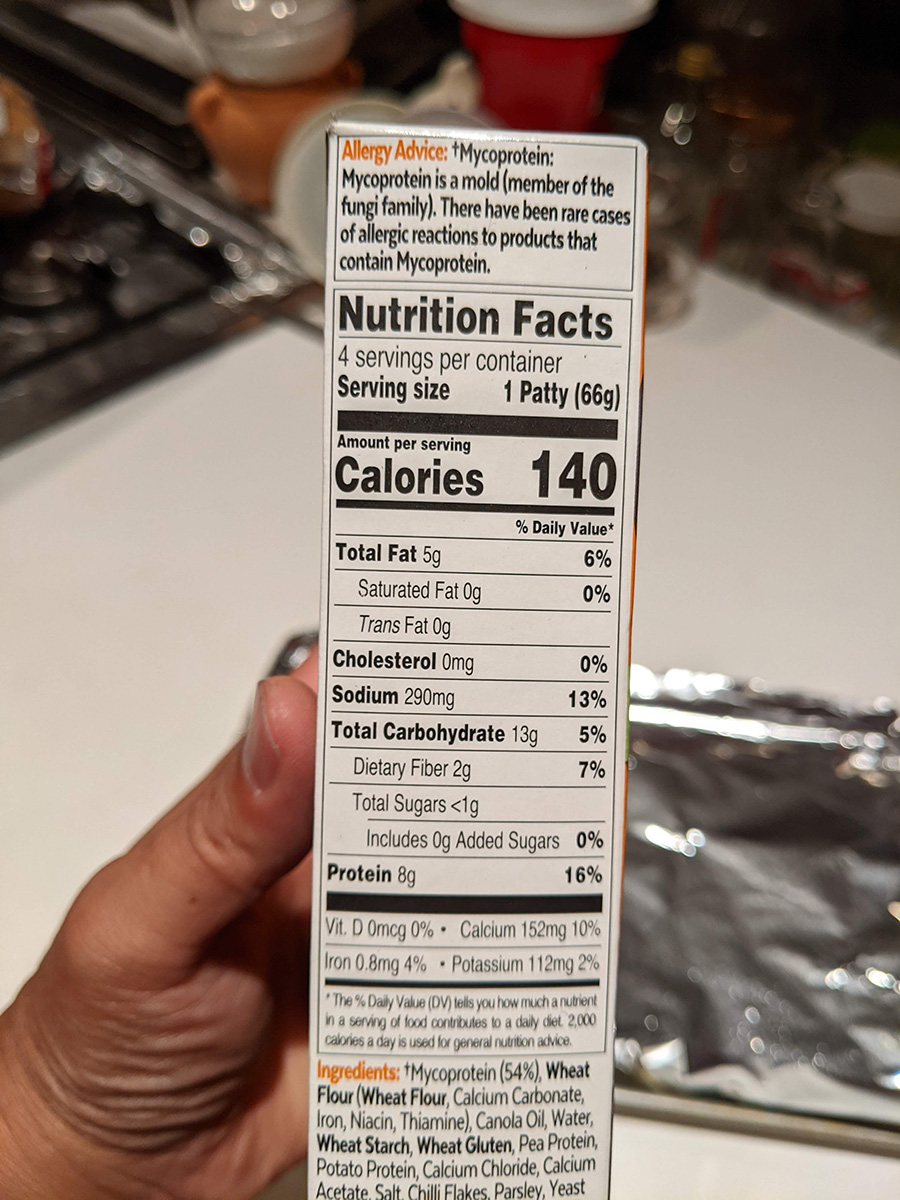 Allergy Advice: †Mycoprotein:
Mycoprotein is a mold (member of the
fungi family). There have been rare cases
of allergic reactions to products that
contain Mycoprotein.
Nutrition Facts
4 servings per container
Serving size 1 Patty (66g)
Amount per serving
Calories 140
% Daily Value*
Total Fat 5g 6%
Saturated Fat 0g 0%
Trans Fat 0g
Cholesterol 0mg 0%
Sodium 290mg 13%
Total Carbohydrate 13g 5%
Dietary Fiber 2g 7%
Total Sugars <1g
Includes 0g Added Sugars 0%
Protein 8g 16%
Vit. D 0mcg 0% • Calcium 152mg 10%
Iron 0.8mg 4% • Potassium 112mg 2%
* The % Daily Value (DV) tells you how much a nutrient
in a serving of food contributes to a daily diet. 2,000
calories a day is used for general nutrition advice.
Ingredients: †Mycoprotein (54%), Wheat
Flour (Wheat Flour, Calcium Carbonate,
Iron, Niacin, Thiamine), Canola Oil, Water,
Wheat Starch, Wheat Gluten, Pea Protein,
Potato Protein, Calcium Chloride, Calcium
Acetate, Salt, Chilli Flakes, Parsley, Yeast